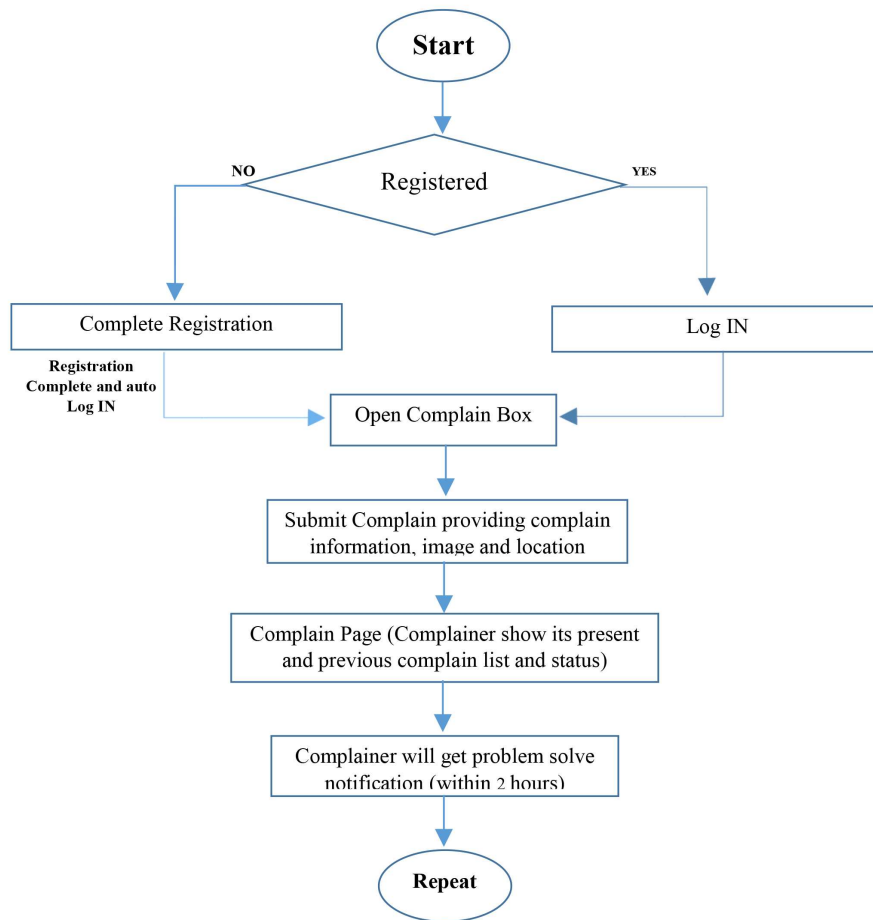 Start
NO
YES
Registered
Complete Registration
Log IN
Registration
Complete and auto
Log IN
Open Complain Box
Submit Complain providing complain
information, image and location
Complain Page (Complainer show its present
and previous complain list and status)
Complainer will get problem solve
notification (within 2 hours)
Repeat